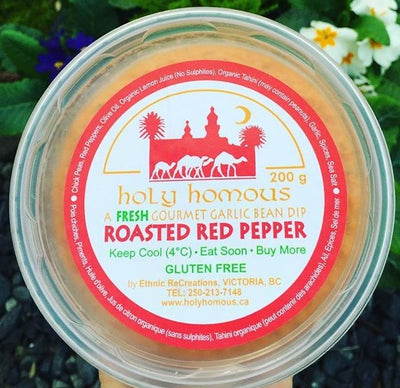 • Chick Peas, Red Peppers, Olive Oil, Organic Lemon Juice (No Sulphites), Organic Tahini (may contain peanuts), Garlic, Spices, Sea Salt •
200 g
holy homous
A FRESH GOURMET GARLIC BEAN DIP
ROASTED RED PEPPER
Keep Cool (4°C) • Eat Soon • Buy More
GLUTEN FREE
by Ethnic ReCreations, VICTORIA, BC
TEL: 250-213-7148
www.holyhomous.ca
Pois chiches, Piments, Huile d'olive, Jus de citron organique (sans sulphites), Tahini organique (peut contenir des arachides), Ail, Epices, Sel de mer